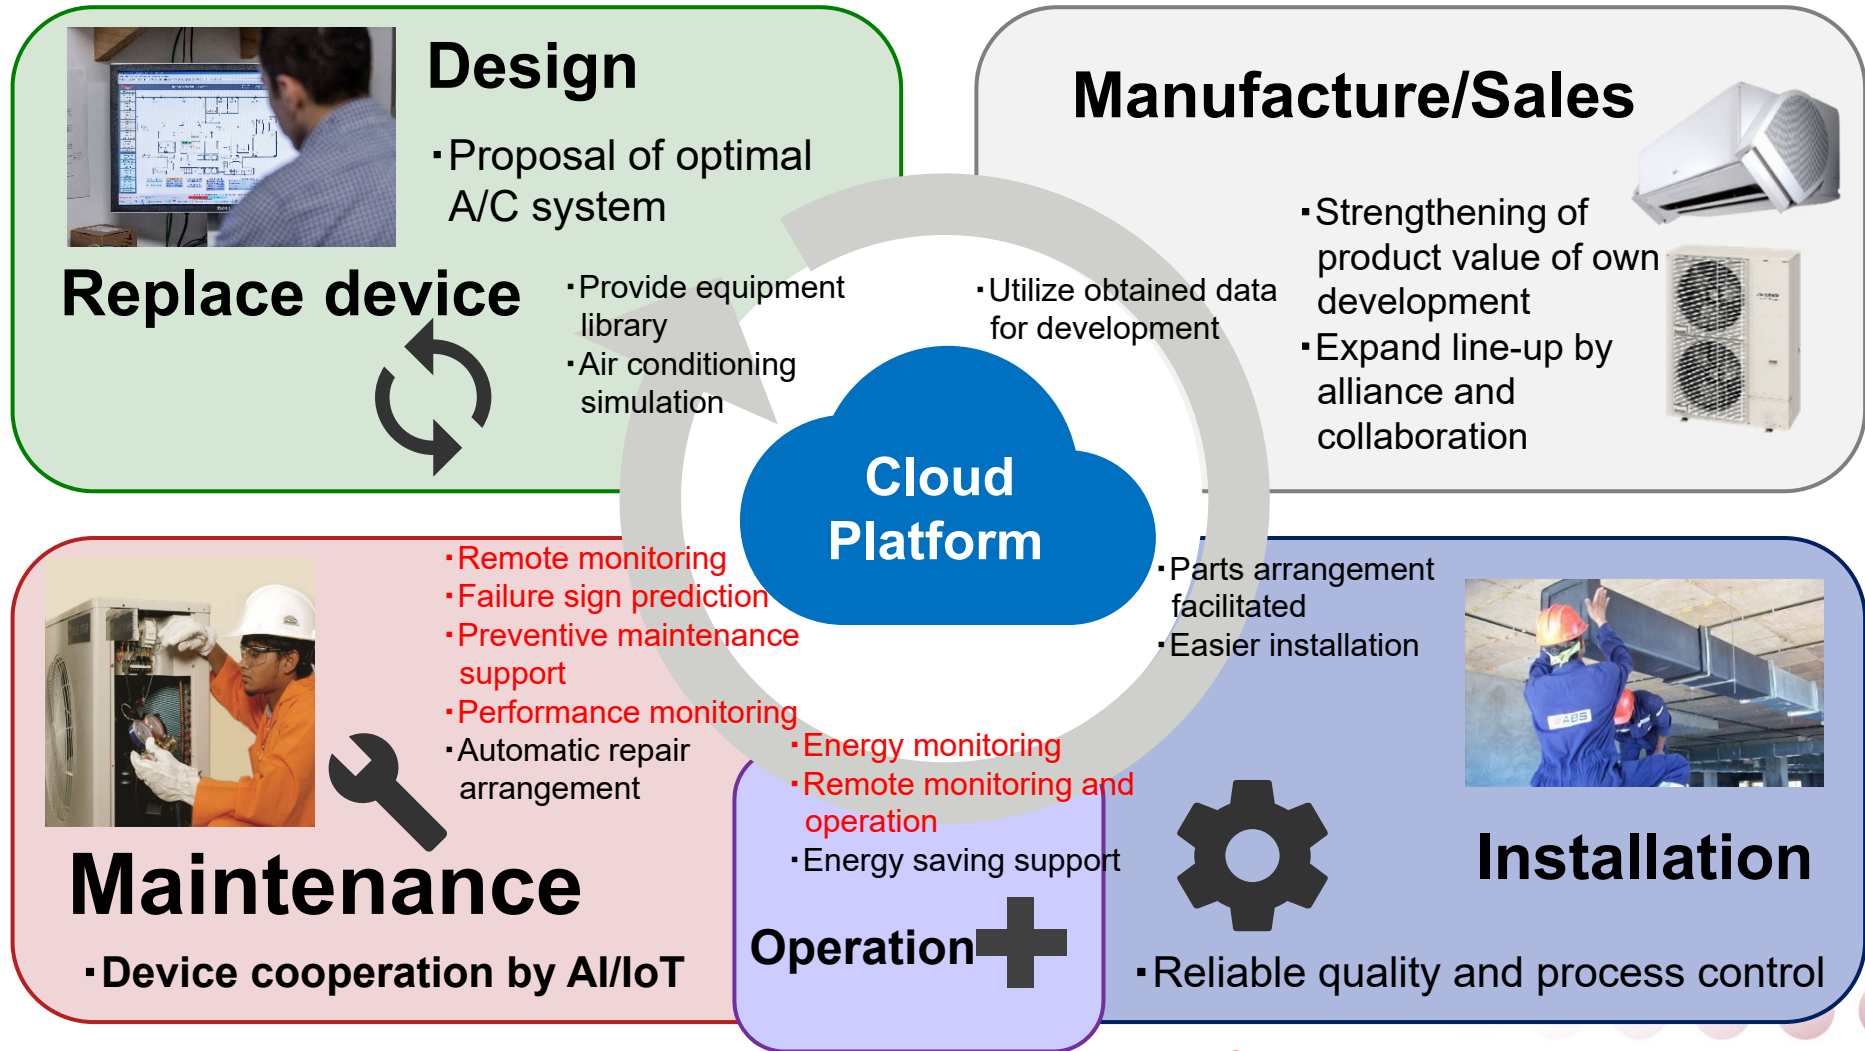 Design
·Proposal of optimal
A/C system
Replace device
·Provide equipment
library
·Air conditioning
simulation
Manufacture/Sales
·Strengthening of
product value of own
development
·Expand line-up by
alliance and
collaboration
·Utilize obtained data
for development
Cloud
Platform
·Remote monitoring
·Failure sign prediction
·Preventive maintenance
support
·Performance monitoring
·Automatic repair
arrangement
Maintenance
·Device cooperation by AI/IoT
·Energy monitoring
·Remote monitoring and
operation
·Energy saving support
Operation
·Parts arrangement
facilitated
·Easier installation
ABS
Installation
·Reliable quality and process control